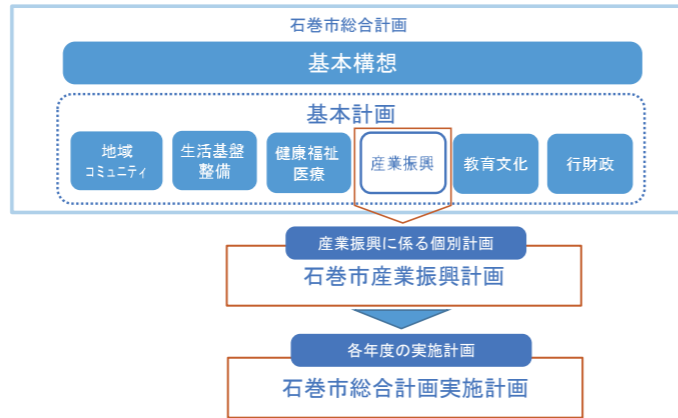 石巻市総合計画
基本構想
基本計画
地域
コミュニティ
生活基盤
整備
健康福祉
医療
産業振興
教育文化
行財政
産業振興に係る個別計画
石巻市産業振興計画
各年度の実施計画
石巻市総合計画実施計画